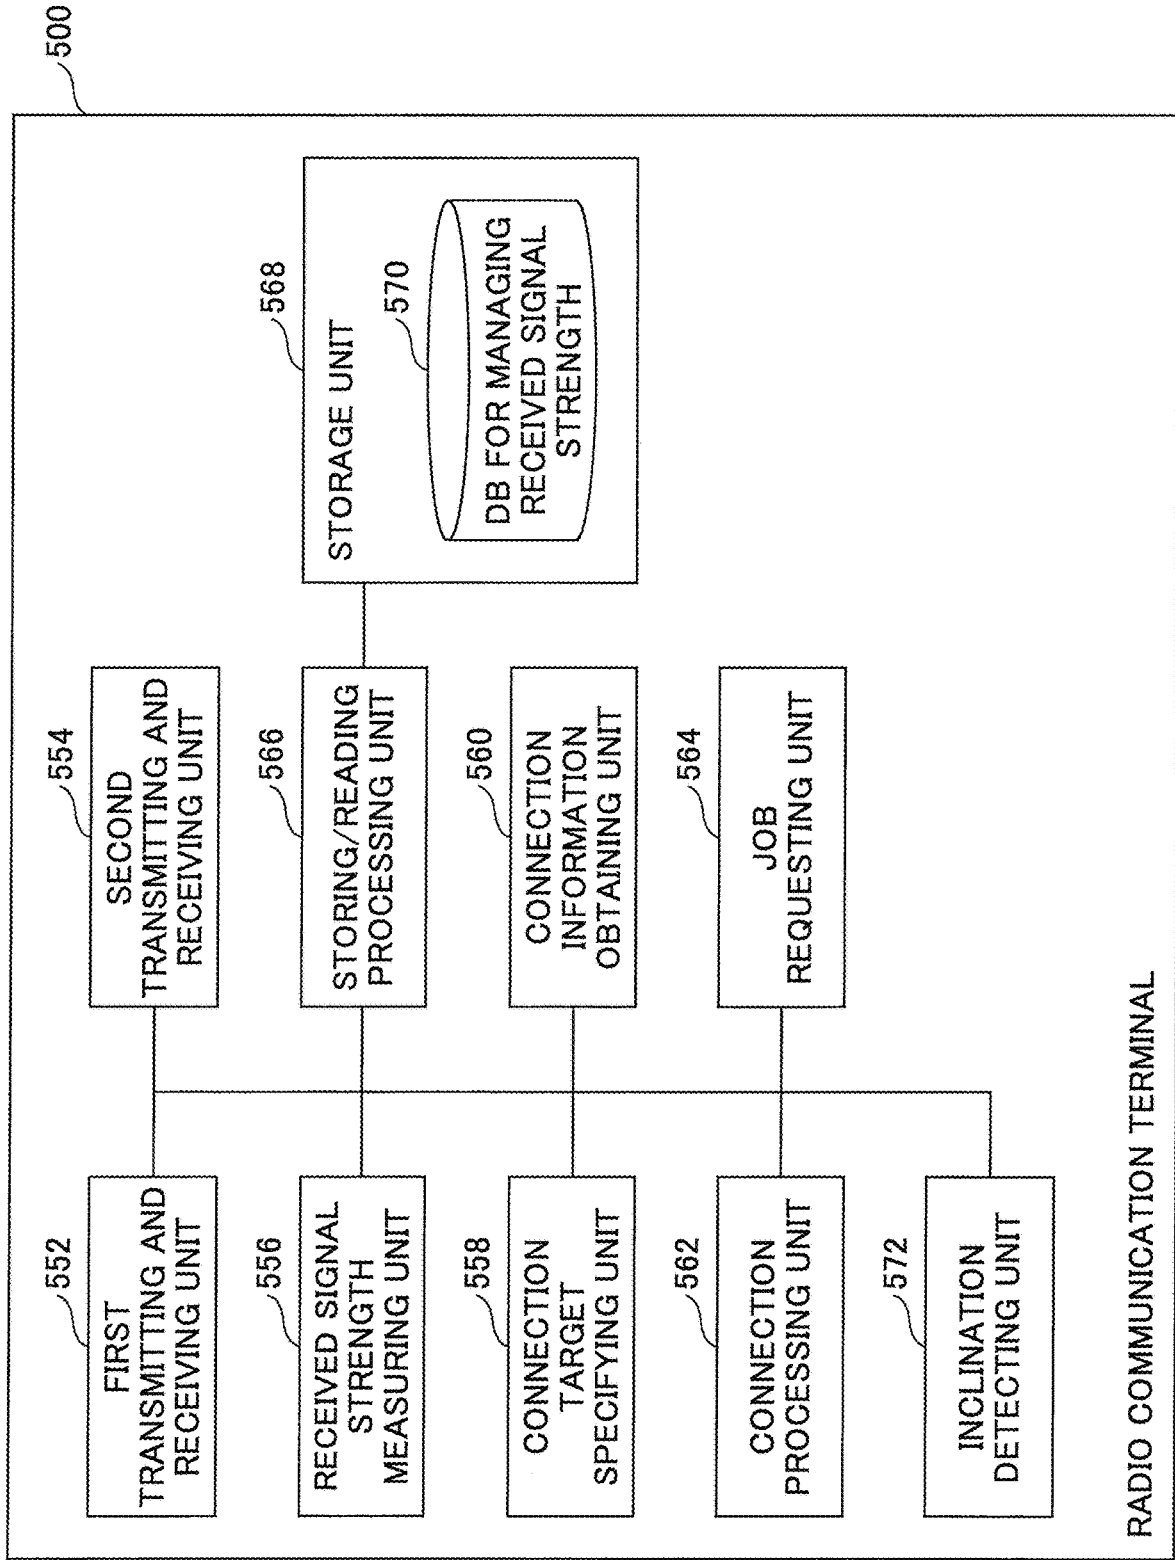 500
552
FIRST
TRANSMITTING AND
RECEIVING UNIT
554
SECOND
TRANSMITTING AND
RECEIVING UNIT
556
RECEIVED SIGNAL
STRENGTH
MEASURING UNIT
566
STORING/READING
PROCESSING UNIT
568
STORAGE UNIT
570
DB FOR MANAGING
RECEIVED SIGNAL
STRENGTH
558
CONNECTION
TARGET
SPECIFYING UNIT
560
CONNECTION
INFORMATION
OBTAINING UNIT
562
CONNECTION
PROCESSING UNIT
564
JOB
REQUESTING UNIT
572
INCLINATION
DETECTING UNIT
RADIO COMMUNICATION TERMINAL